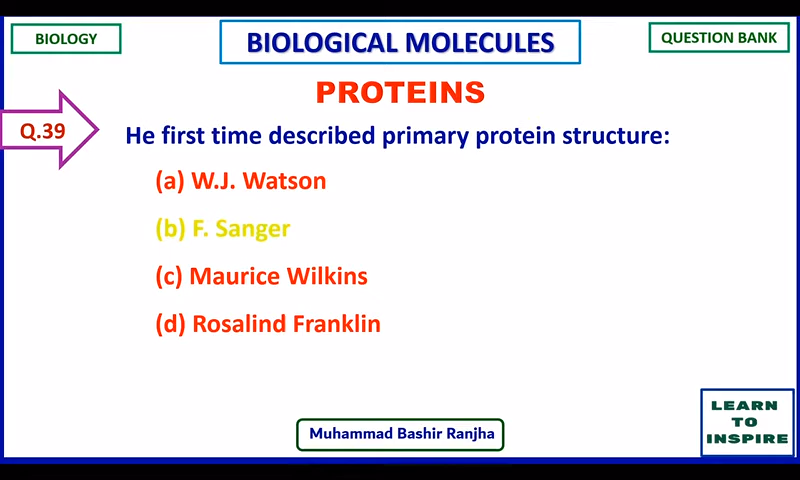 BIOLOGY
BIOLOGICAL MOLECULES
QUESTION BANK
PROTEINS
Q.39
He first time described primary protein structure:
(a) W.J. Watson
(b) F. Sanger
(c) Maurice Wilkins
(d) Rosalind Franklin
Muhammad Bashir Ranjha
LEARN
TO
INSPIRE